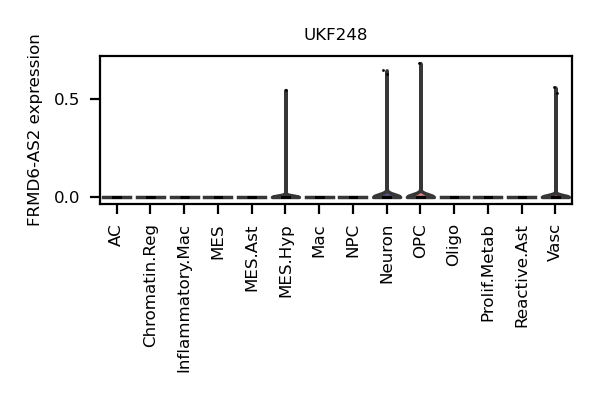 UKF248
FRMD6-AS2 expression
0.5
0.0
AC
Chromatin.Reg
Inflammatory.Mac
MES
MES.Ast
MES.Hyp
Mac
NPC
Neuron
OPC
Oligo
Prolif.Metab
Reactive.Ast
Vasc